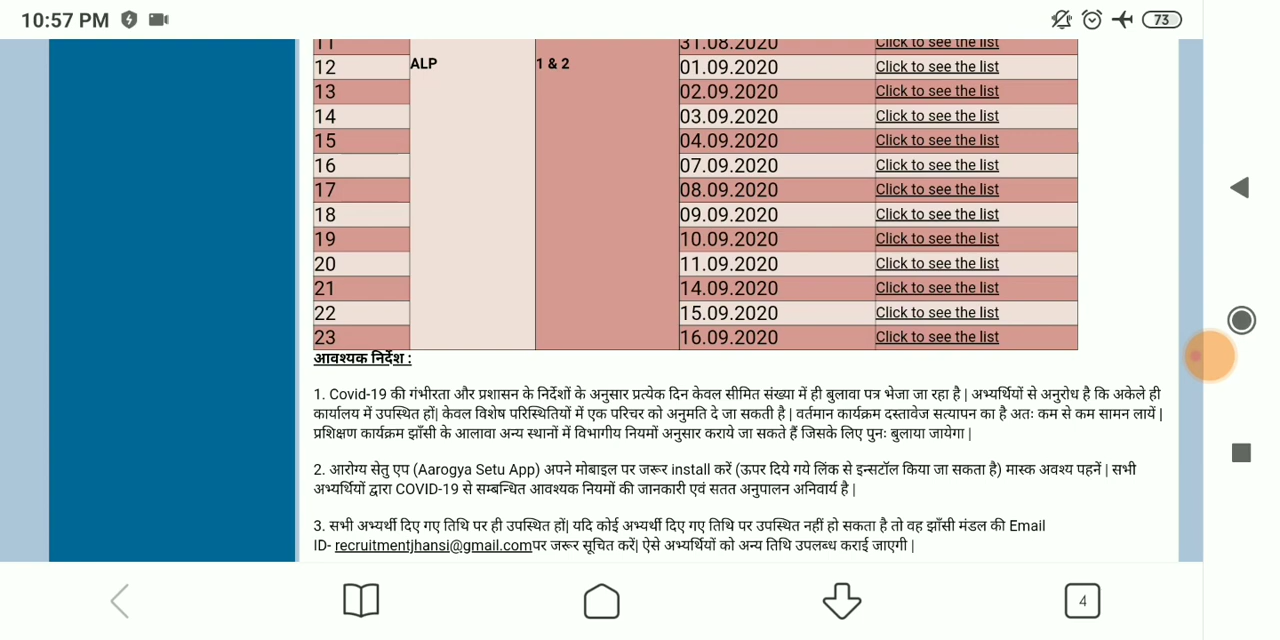 10:57 PM 73
11 31.08.2020 Click to see the list
12 ALP 1 & 2 01.09.2020 Click to see the list
13 02.09.2020 Click to see the list
14 03.09.2020 Click to see the list
15 04.09.2020 Click to see the list
16 07.09.2020 Click to see the list
17 08.09.2020 Click to see the list
18 09.09.2020 Click to see the list
19 10.09.2020 Click to see the list
20 11.09.2020 Click to see the list
21 14.09.2020 Click to see the list
22 15.09.2020 Click to see the list
23 16.09.2020 Click to see the list
आवश्यक निर्देश :
1. Covid-19 की गंभीरता और प्रशासन के निर्देशों के अनुसार प्रत्येक दिन केवल सीमित संख्या में ही बुलावा पत्र भेजा जा रहा है | अभ्यर्थियों से अनुरोध है कि अकेले ही
कार्यालय में उपस्थित हों| केवल विशेष परिस्थितियों में एक परिचर को अनुमति दे जा सकती है | वर्तमान कार्यक्रम दस्तावेज सत्यापन का है अतः कम से कम सामन लायें |
प्रशिक्षण कार्यक्रम झाँसी के आलावा अन्य स्थानों में विभागीय नियमों अनुसार कराये जा सकते हैं जिसके लिए पुनः बुलाया जायेगा |
2. आरोग्य सेतु एप (Aarogya Setu App) अपने मोबाइल पर जरूर install करें (ऊपर दिये गये लिंक से इन्सटॉल किया जा सकता है) मास्क अवश्य पहनें | सभी
अभ्यर्थियों द्वारा COVID-19 से सम्बन्धित आवश्यक नियमों की जानकारी एवं सतत अनुपालन अनिवार्य है |
3. सभी अभ्यर्थी दिए गए तिथि पर ही उपस्थित हों| यदि कोई अभ्यर्थी दिए गए तिथि पर उपस्थित नहीं हो सकता है तो वह झाँसी मंडल की Email
ID- recruitmentjhansi@gmail.comपर जरूर सूचित करें| ऐसे अभ्यर्थियों को अन्य तिथि उपलब्ध कराई जाएगी |
4